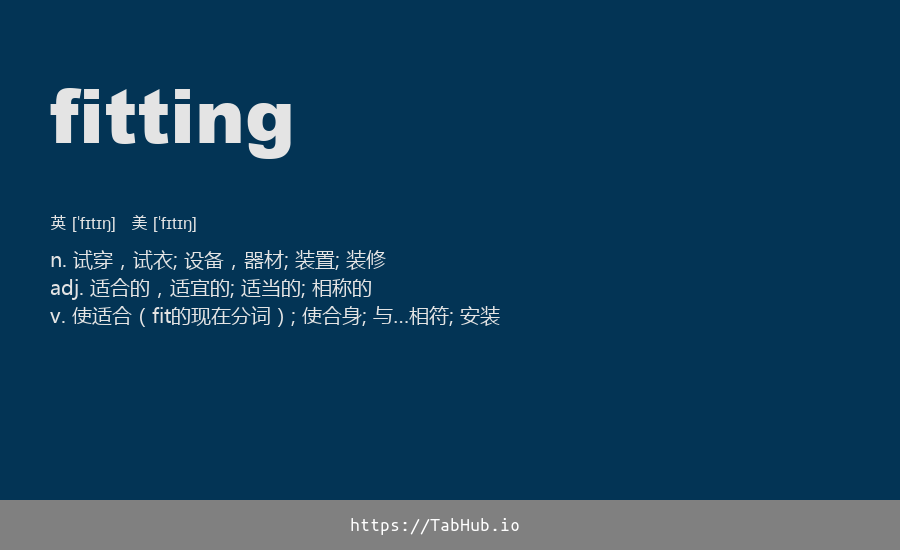 fitting
英 [ˈfɪtɪŋ] 美 [ˈfɪtɪŋ]
n. 试穿，试衣; 设备，器材; 装置; 装修
adj. 适合的，适宜的; 适当的; 相称的
v. 使适合（fit的现在分词）; 使合身; 与…相符; 安装
https://TabHub.io